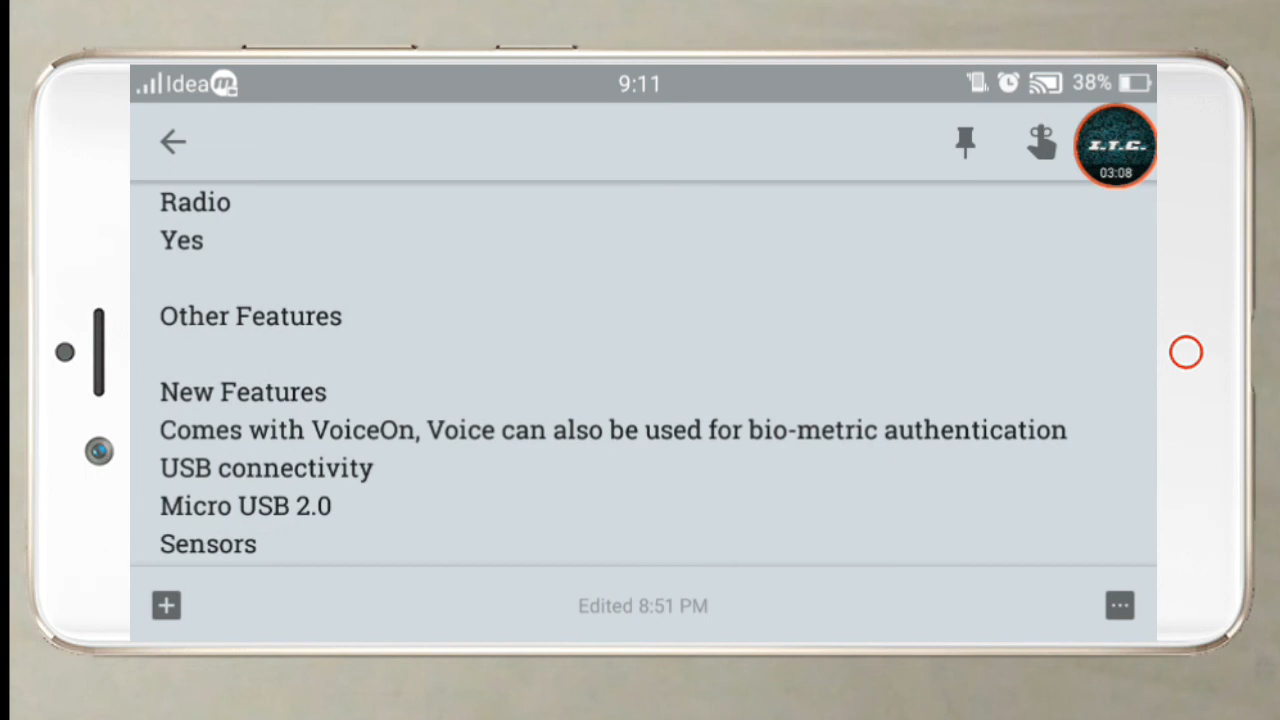 Idea
9:11
38%
I.T.C.
03:08
Radio
Yes
Other Features
New Features
Comes with VoiceOn, Voice can also be used for bio-metric authentication
USB connectivity
Micro USB 2.0
Sensors
Edited 8:51 PM